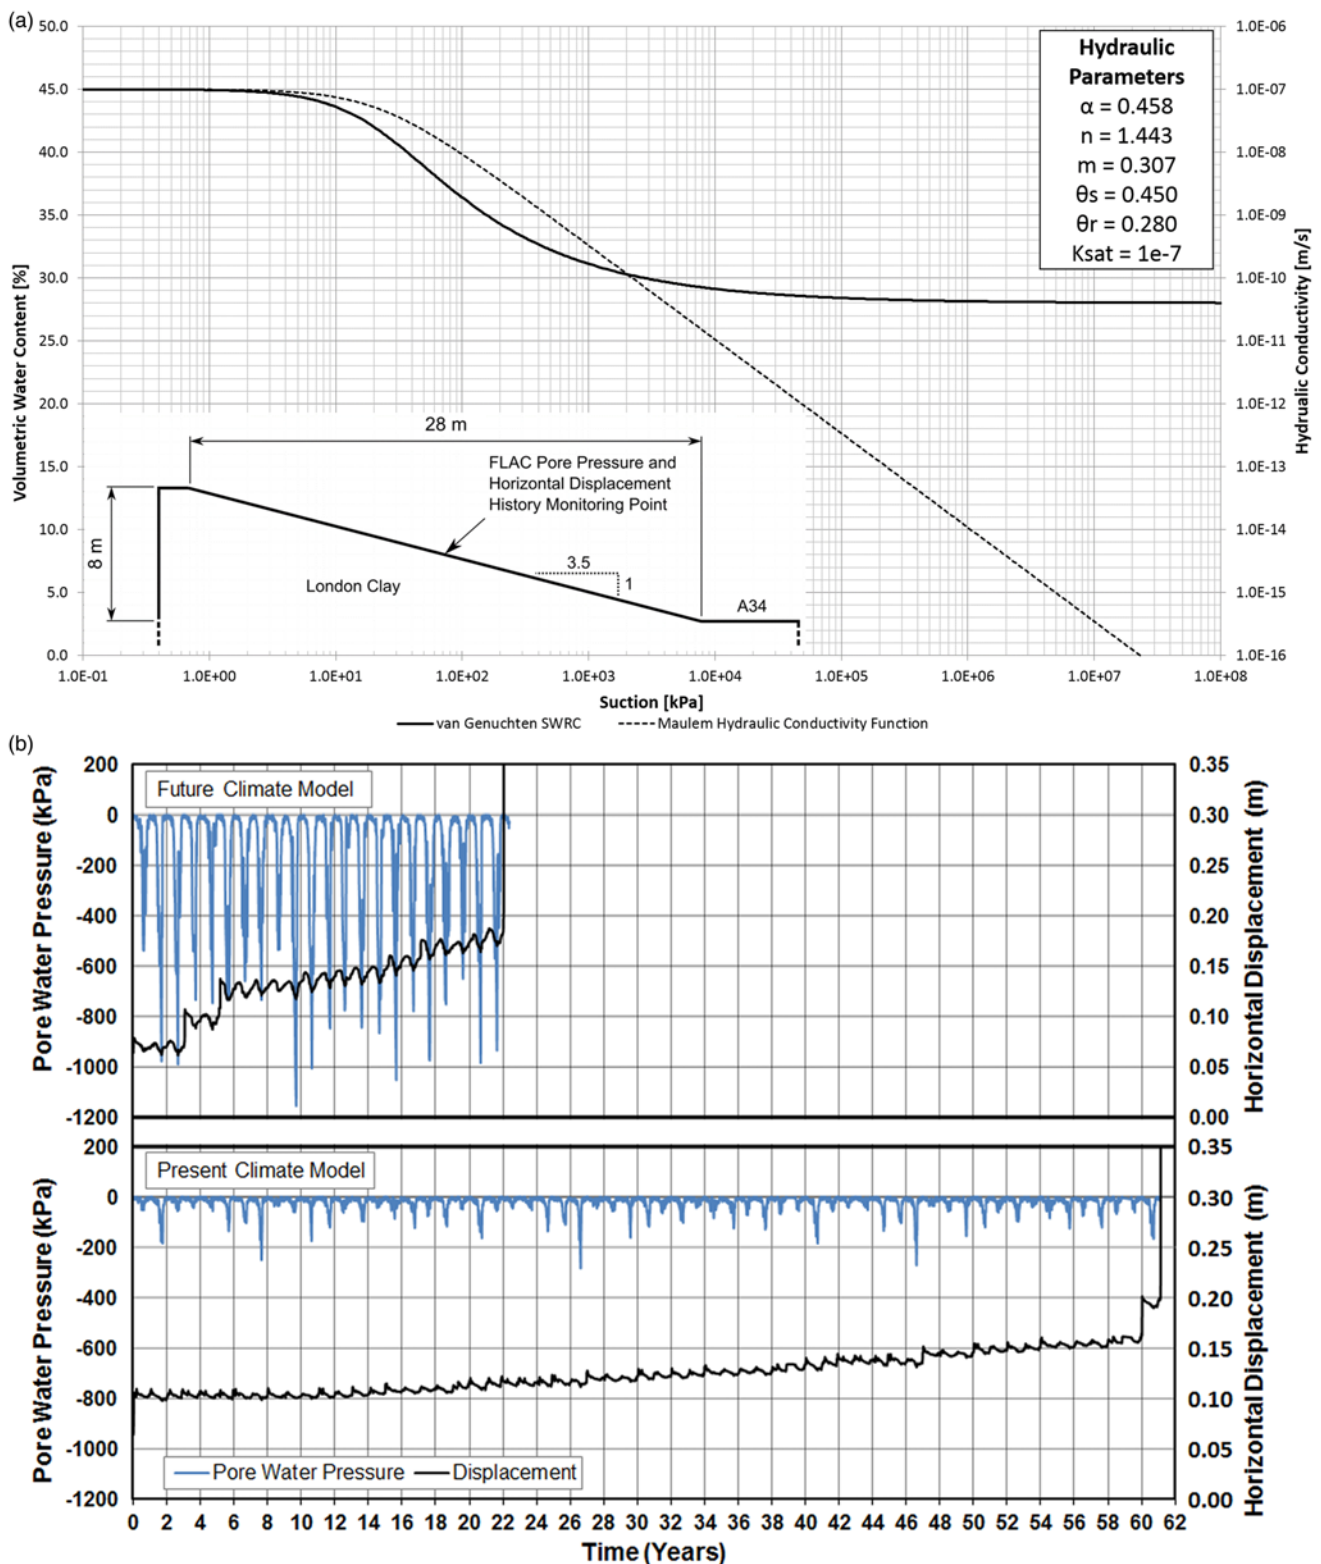 (a)
50.0
45.0
40.0
35.0
30.0
25.0
20.0
15.0
10.0
5.0
0.0
Volumetric Water Content [%]
1.0E-06
1.0E-07
1.0E-08
1.0E-09
1.0E-10
1.0E-11
1.0E-12
1.0E-13
1.0E-14
1.0E-15
1.0E-16
Hydrualic Conductivity [m/s]
Hydraulic
Parameters
α = 0.458
n = 1.443
m = 0.307
θs = 0.450
θr = 0.280
Ksat = 1e-7
28 m
FLAC Pore Pressure and
Horizontal Displacement
History Monitoring Point
8 m
3.5
1
London Clay
A34
1.0E-01 1.0E+00 1.0E+01 1.0E+02 1.0E+03 1.0E+04 1.0E+05 1.0E+06 1.0E+07 1.0E+08
Suction [kPa]
van Genuchten SWRC Maulem Hydraulic Conductivity Function
(b)
200
0
-200
-400
-600
-800
-1000
-1200
Pore Water Pressure (kPa)
Future Climate Model
0.35
0.30
0.25
0.20
0.15
0.10
0.05
0.00
Horizontal Displacement (m)
200
0
-200
-400
-600
-800
-1000
-1200
Pore Water Pressure (kPa)
Present Climate Model
0.35
0.30
0.25
0.20
0.15
0.10
0.05
0.00
Horizontal Displacement (m)
Pore Water Pressure Displacement
0 2 4 6 8 10 12 14 16 18 20 22 24 26 28 30 32 34 36 38 40 42 44 46 48 50 52 54 56 58 60 62
Time (Years)